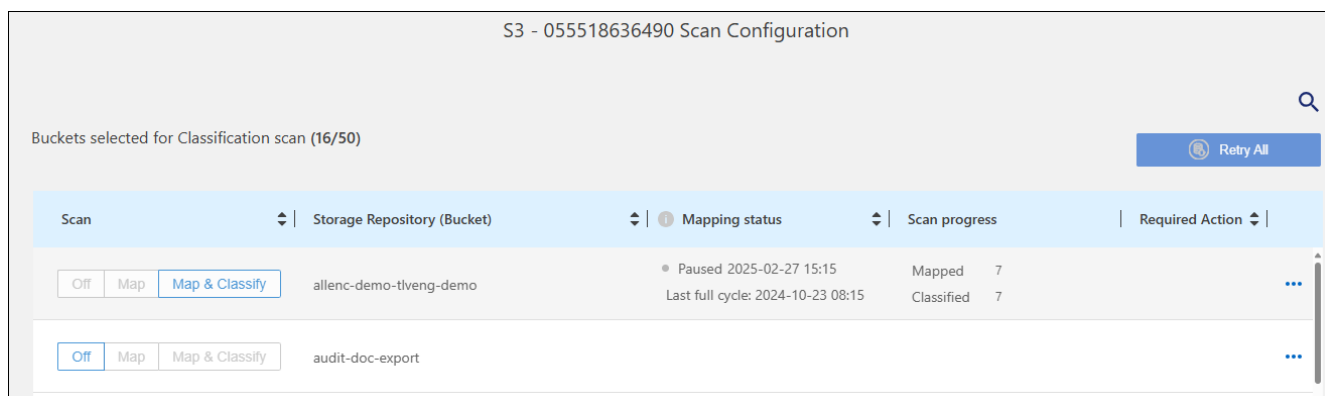 S3 - 055518636490 Scan Configuration
Buckets selected for Classification scan (16/50)
Retry All
Scan Storage Repository (Bucket) Mapping status Scan progress Required Action
Off Map Map & Classify allenc-demo-tlveng-demo Paused 2025-02-27 15:15 Mapped 7
Last full cycle: 2024-10-23 08:15 Classified 7
Off Map Map & Classify audit-doc-export